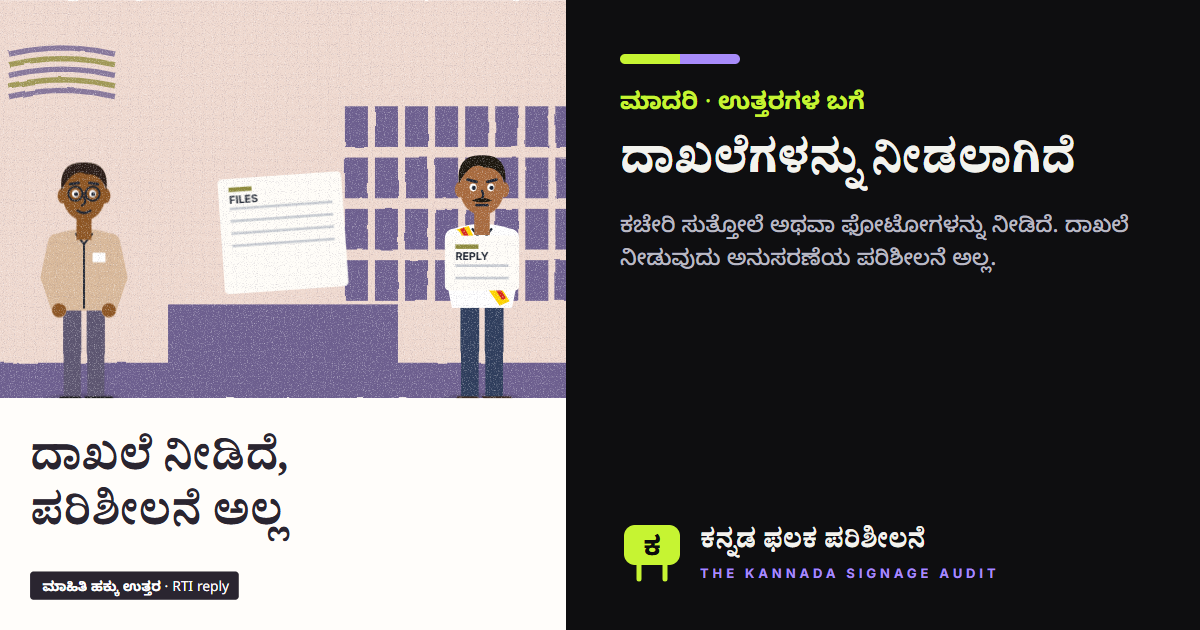 FILES
REPLY
ದಾಖಲೆ ನೀಡಿದೆ,
ಪರಿಶೀಲನೆ ಅಲ್ಲ
ಮಾಹಿತಿ ಹಕ್ಕು ಉತ್ತರ · RTI reply
ಮಾದರಿ · ಉತ್ತರಗಳ ಬಗೆ
ದಾಖಲೆಗಳನ್ನು ನೀಡಲಾಗಿದೆ
ಕಚೇರಿ ಸುತ್ತೋಲೆ ಅಥವಾ ಫೋಟೋಗಳನ್ನು ನೀಡಿದೆ. ದಾಖಲೆ
ನೀಡುವುದು ಅನುಸರಣೆಯ ಪರಿಶೀಲನೆ ಅಲ್ಲ.
ಕ
ಕನ್ನಡ ಫಲಕ ಪರಿಶೀಲನೆ
THE KANNADA SIGNAGE AUDIT